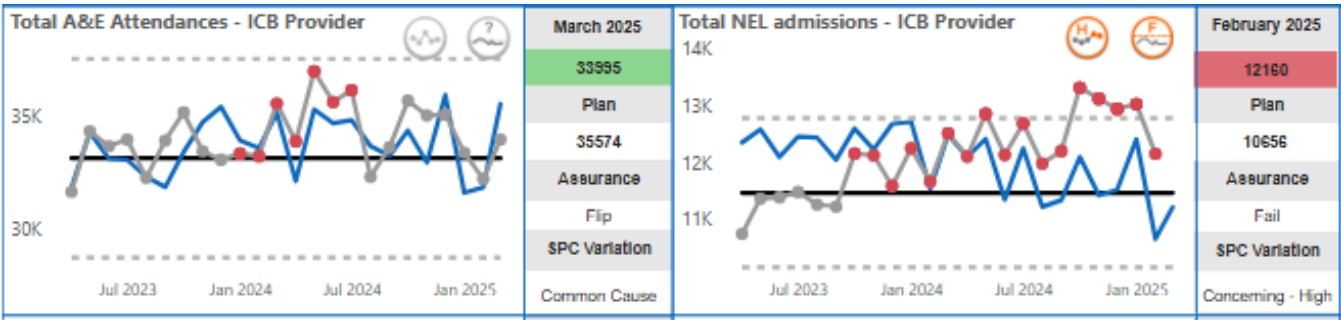 Total A&E Attendances - ICB Provider
?
35K
30K
Jul 2023 Jan 2024 Jul 2024 Jan 2025
March 2025
33995
Plan
35574
Assurance
Flip
SPC Variation
Common Cause
Total NEL admissions - ICB Provider
H
F
14K
13K
12K
11K
Jul 2023 Jan 2024 Jul 2024 Jan 2025
February 2025
12160
Plan
10656
Assurance
Fail
SPC Variation
Concerning - High